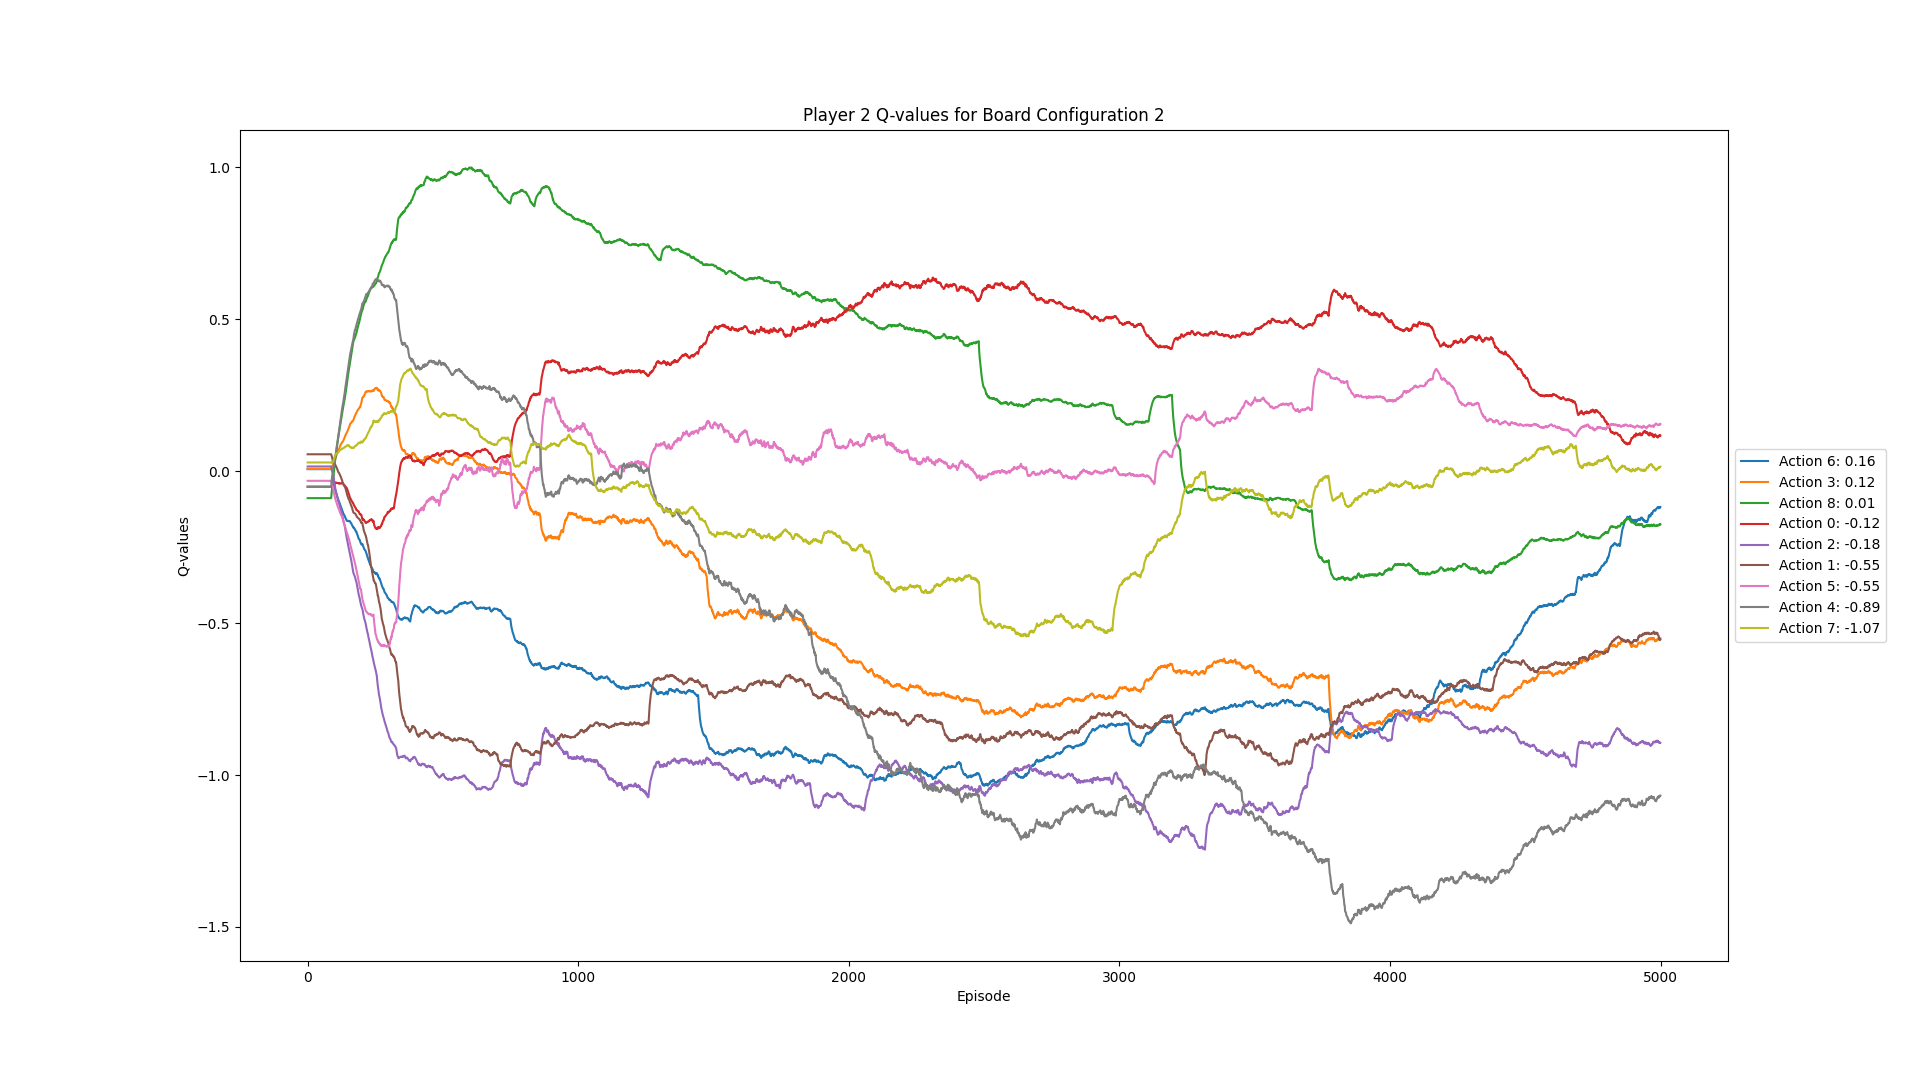 Player 2 Q-values for Board Configuration 2
1.0
0.5
0.0
−0.5
−1.0
−1.5
Q-values
0
1000
2000
3000
4000
5000
Episode
Action 6: 0.16
Action 3: 0.12
Action 8: 0.01
Action 0: -0.12
Action 2: -0.18
Action 1: -0.55
Action 5: -0.55
Action 4: -0.89
Action 7: -1.07